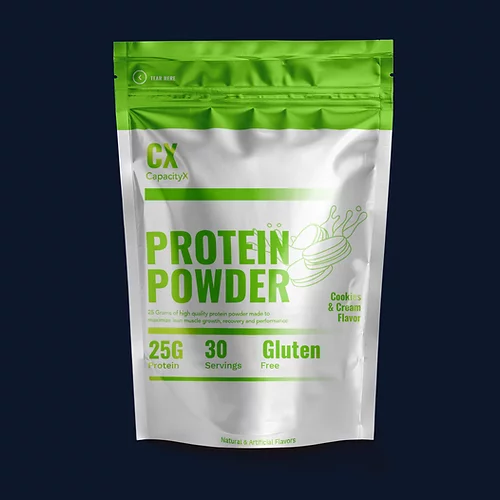 TEAR HERE
CX
CapacityX
PROTEIN
POWDER
Cookies
& Cream
Flavor
25 Grams of high quality protein powder made to
maximize lean muscle growth, recovery and performance
25G 30 Gluten
Protein Servings Free
Natural & Artificial Flavors